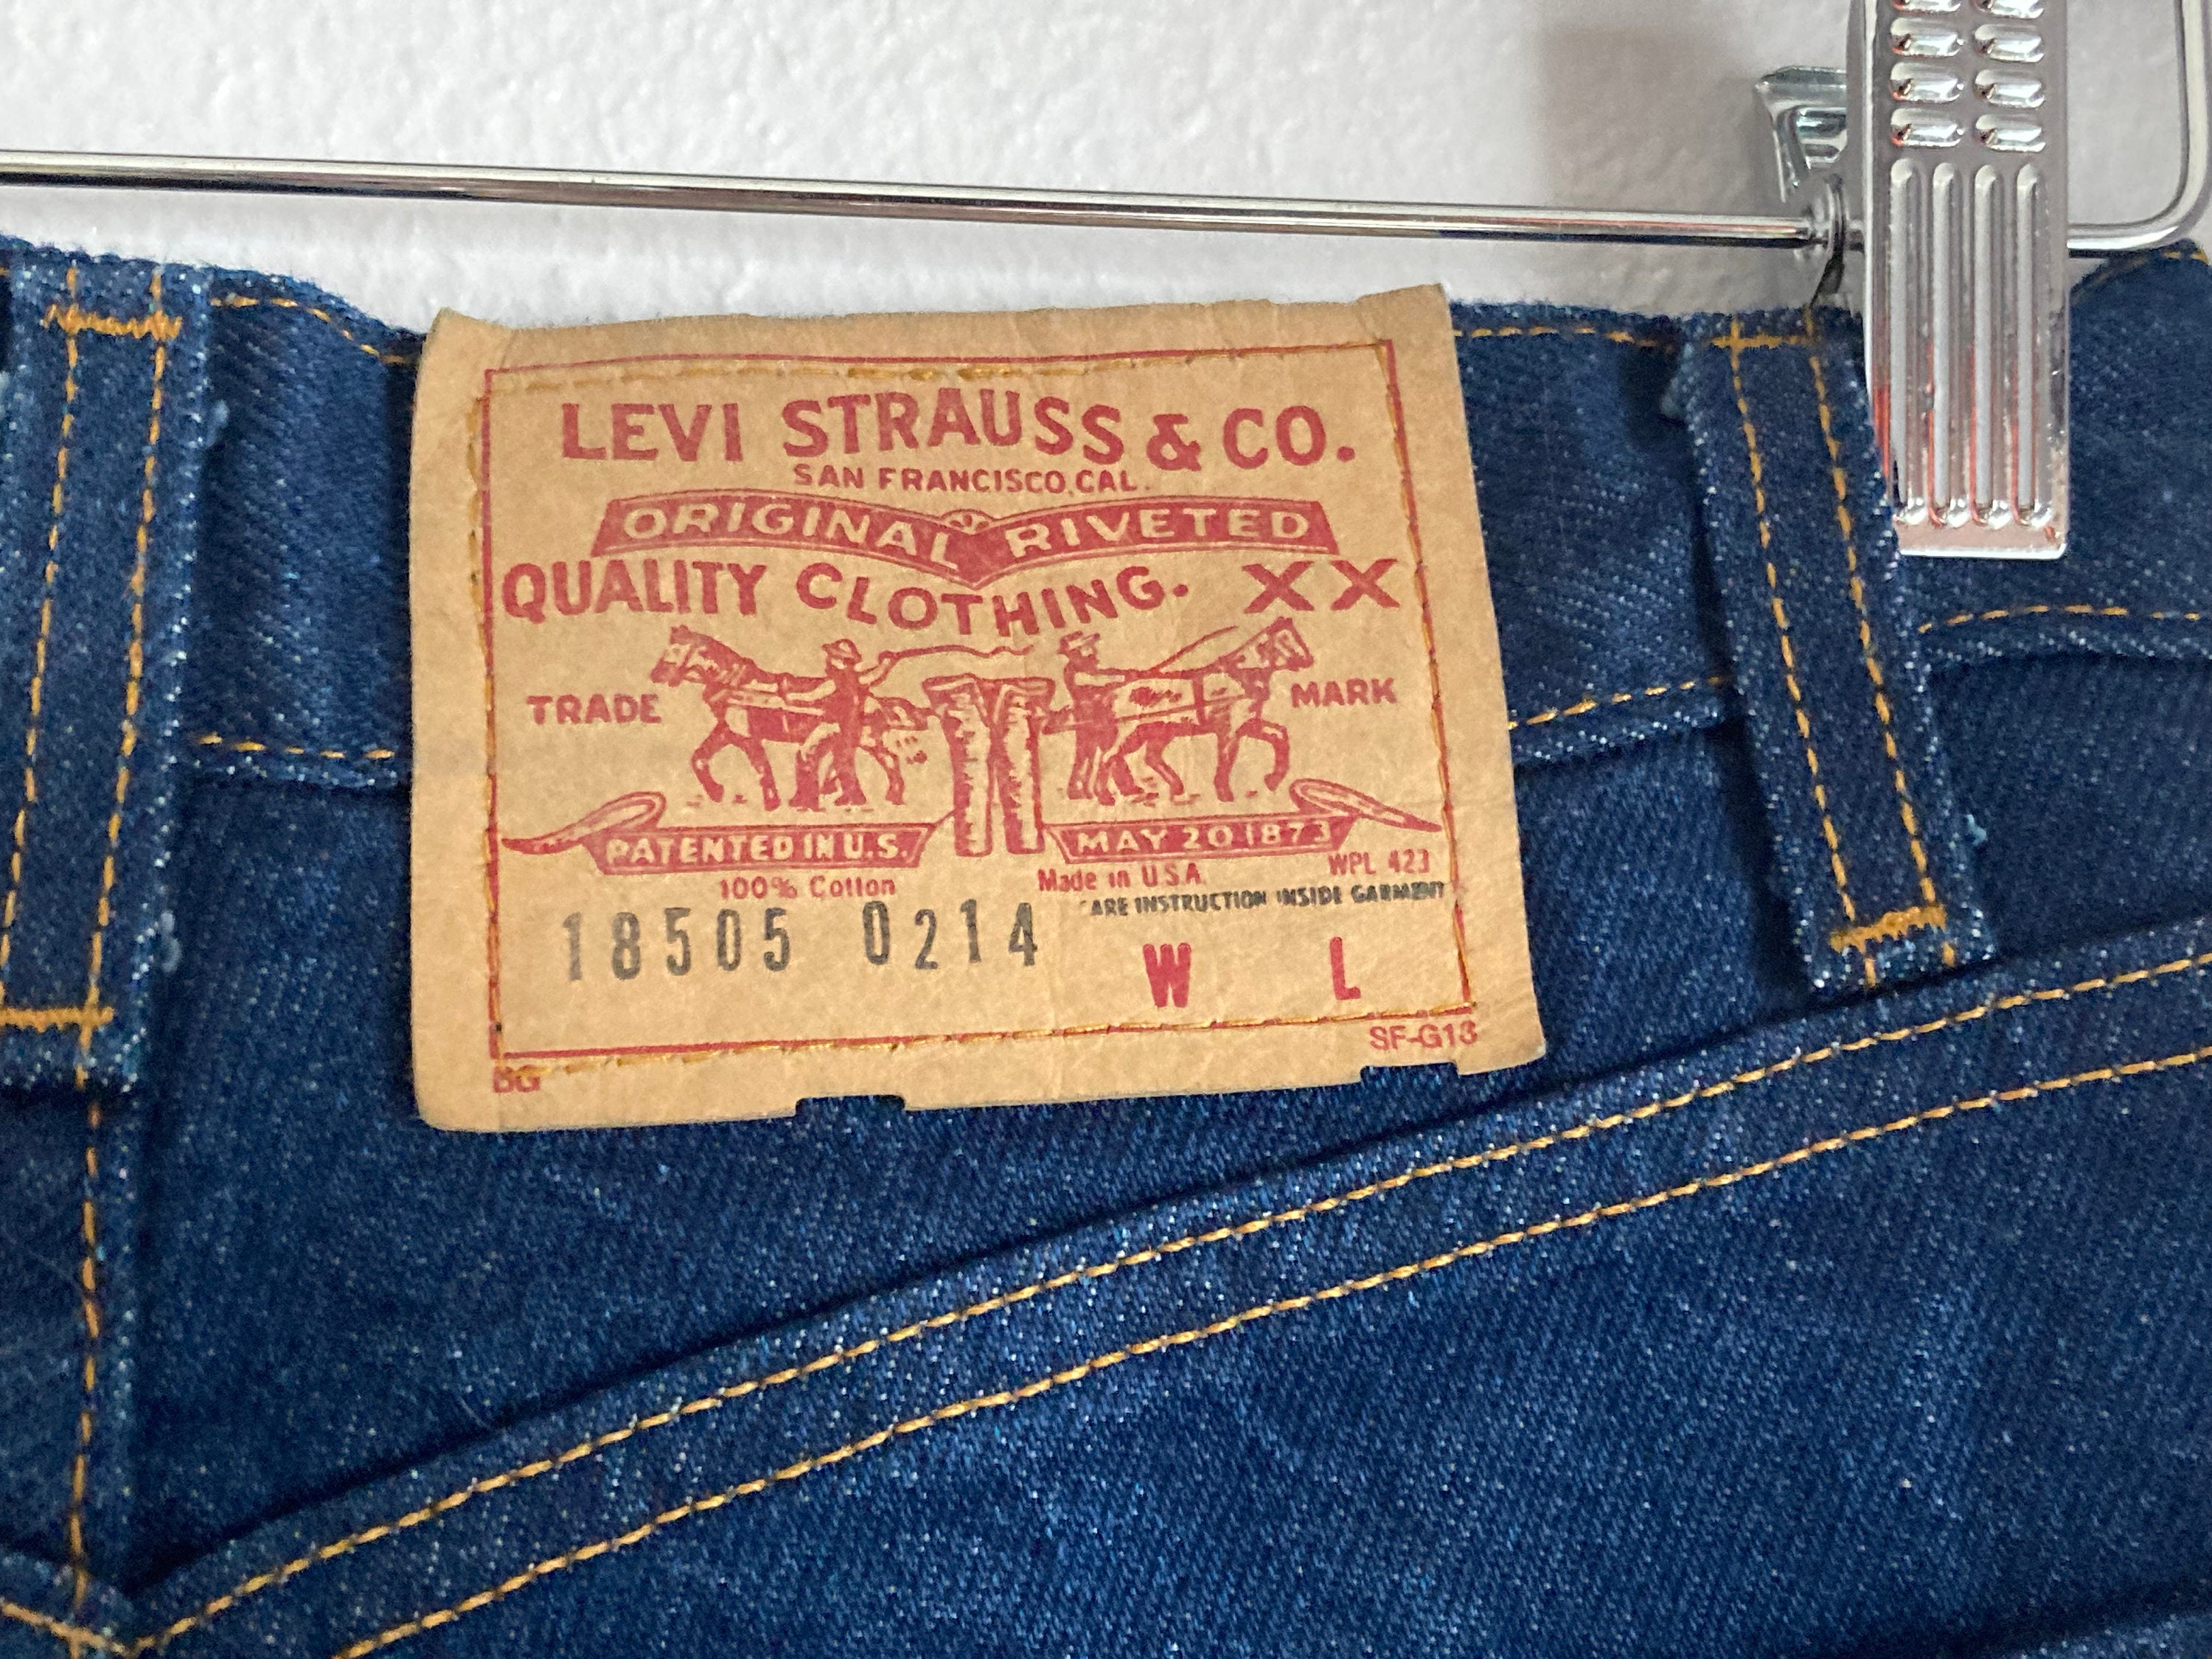 LEVI STRAUSS & CO.
SAN FRANCISCO, CAL.
ORIGINAL RIVETED
QUALITY CLOTHING. XX
TRADE MARK
PATENTED IN U.S. MAY 20 1873
100% Cotton Made in U.S.A. WPL 423
CARE INSTRUCTION INSIDE GARMENT
18505 0214
W L
SF-G13
BG